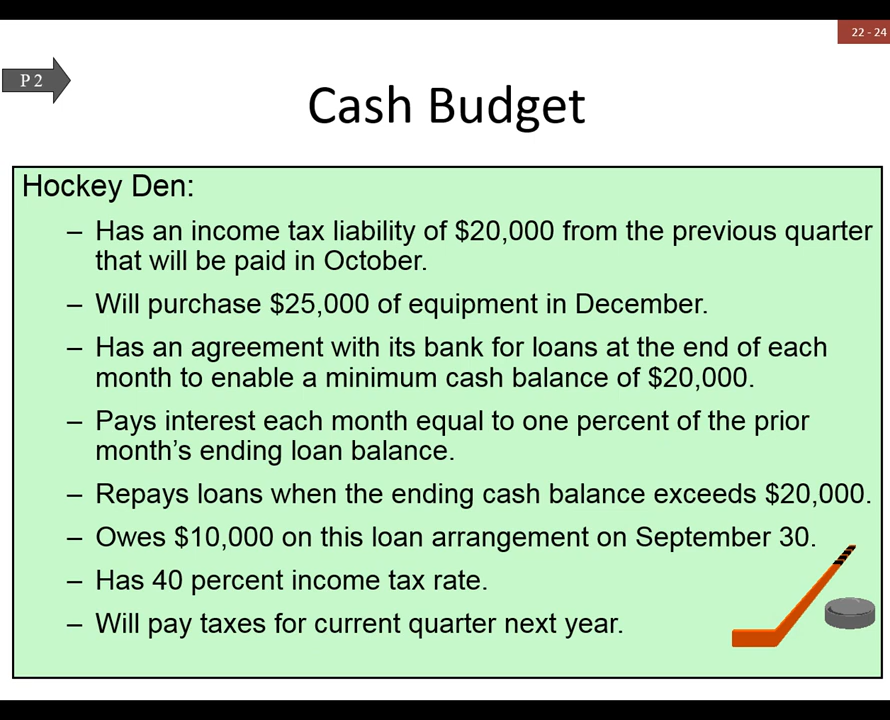 22 - 24
P 2
Cash Budget
Hockey Den:
– Has an income tax liability of $20,000 from the previous quarter
that will be paid in October.
– Will purchase $25,000 of equipment in December.
– Has an agreement with its bank for loans at the end of each
month to enable a minimum cash balance of $20,000.
– Pays interest each month equal to one percent of the prior
month’s ending loan balance.
– Repays loans when the ending cash balance exceeds $20,000.
– Owes $10,000 on this loan arrangement on September 30.
– Has 40 percent income tax rate.
– Will pay taxes for current quarter next year.